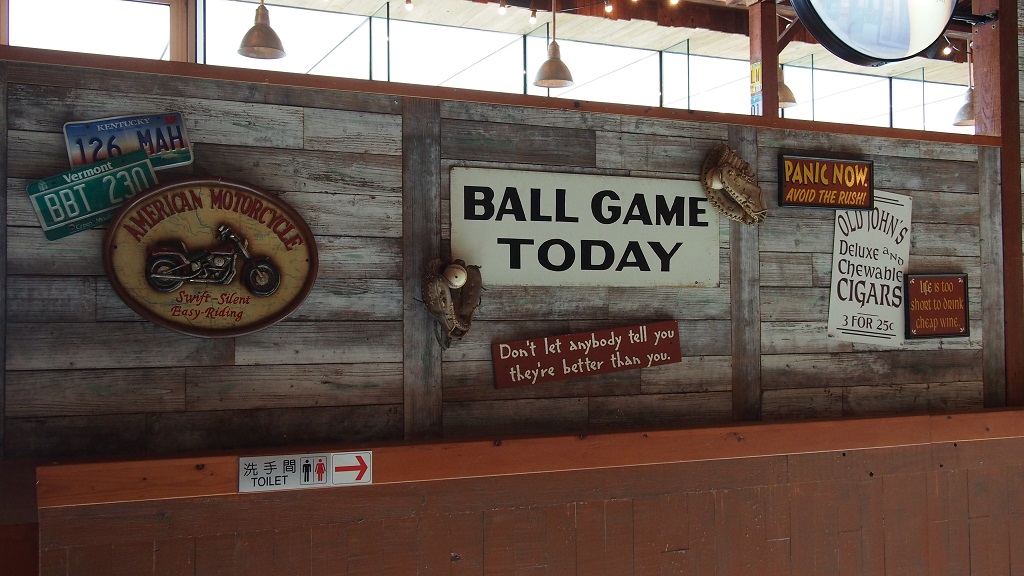 KENTUCKY
126 MAH
Vermont
BBT 230
AMERICAN MOTORCYCLE
Swift-Silent
Easy-Riding
BALL GAME
TODAY
Don't let anybody tell you
they're better than you.
PANIC NOW.
AVOID THE RUSH!
OLD JOHN'S
Deluxe and
Chewable
CIGARS
3 FOR 25c
life is too
short to drink
cheap wine.
洗手間
TOILET